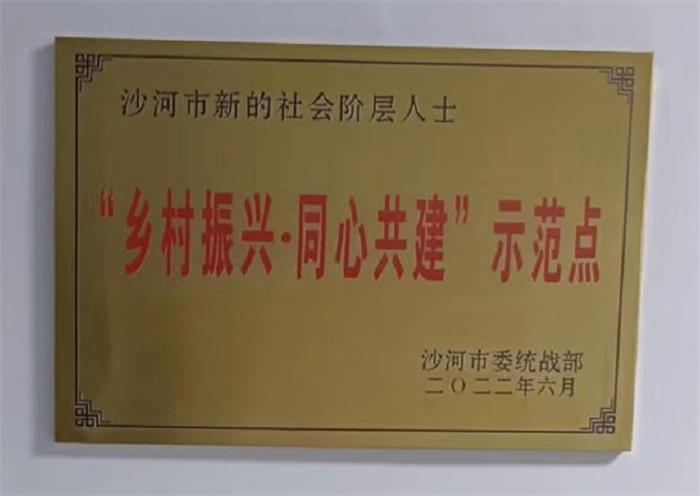 沙河市新的社会阶层人士
“乡村振兴·同心共建”示范点
沙河市委统战部
二〇二二年六月